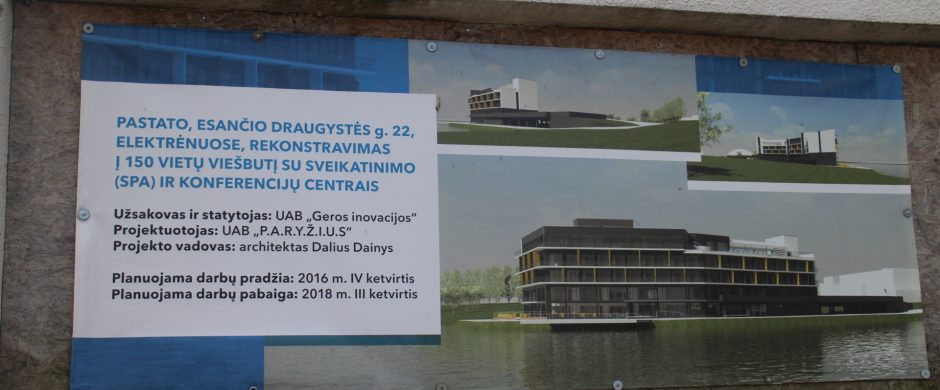 PASTATO, ESANČIO DRAUGYSTĖS g. 22,
ELEKTRĖNUOSE, REKONSTRAVIMAS
Į 150 VIETŲ VIEŠBUTĮ SU SVEIKATINIMO
(SPA) IR KONFERENCIJŲ CENTRAIS
Užsakovas ir statytojas: UAB „Geros inovacijos“
Projektuotojas: UAB „P.A.R.Y.Ž.I.U.S“
Projekto vadovas: architektas Dalius Dainys
Planuojama darbų pradžia: 2016 m. IV ketvirtis
Planuojama darbų pabaiga: 2018 m. III ketvirtis